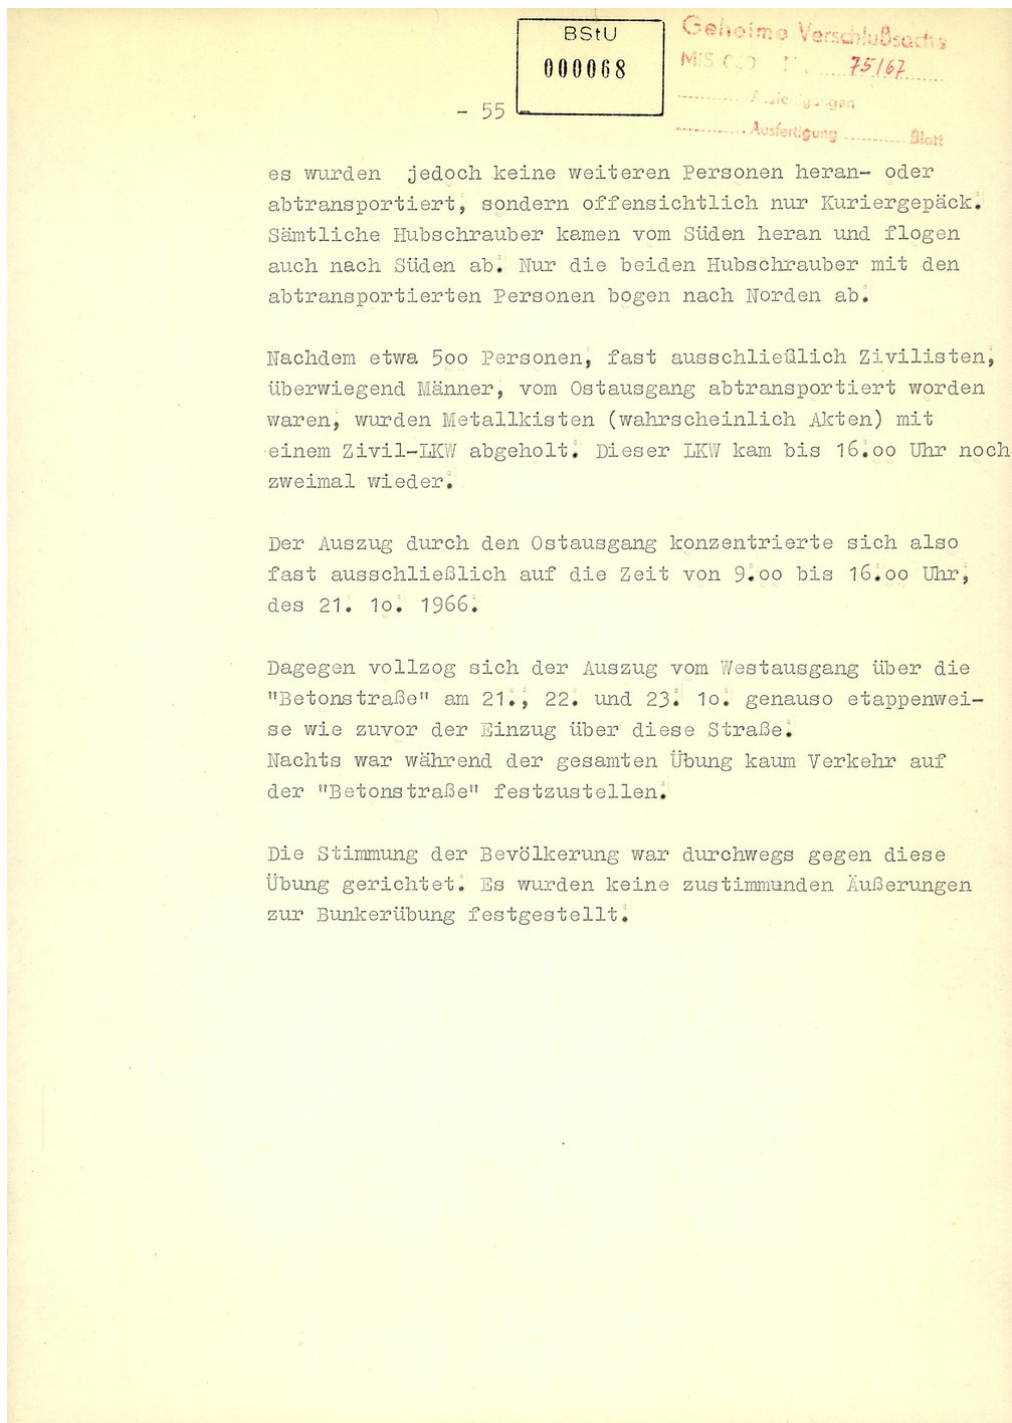 BStU
000068
Geheime Verschlußsache
MfS 75/67
- 55 -
Ausfertigungen
Ausfertigung Blatt
es wurden jedoch keine weiteren Personen heran- oder
abtransportiert, sondern offensichtlich nur Kuriergepäck.
Sämtliche Hubschrauber kamen vom Süden heran und flogen
auch nach Süden ab. Nur die beiden Hubschrauber mit den
abtransportierten Personen bogen nach Norden ab.
Nachdem etwa 5oo Personen, fast ausschließlich Zivilisten,
überwiegend Männer, vom Ostausgang abtransportiert worden
waren, wurden Metallkisten (wahrscheinlich Akten) mit
einem Zivil-LKW abgeholt. Dieser LKW kam bis 16.oo Uhr noch
zweimal wieder.
Der Auszug durch den Ostausgang konzentrierte sich also
fast ausschließlich auf die Zeit von 9.oo bis 16.oo Uhr,
des 21. 1o. 1966.
Dagegen vollzog sich der Auszug vom Westausgang über die
"Betonstraße" am 21., 22. und 23. 1o. genauso etappenwei-
se wie zuvor der Einzug über diese Straße.
Nachts war während der gesamten Übung kaum Verkehr auf
der "Betonstraße" festzustellen.
Die Stimmung der Bevölkerung war durchwegs gegen diese
Übung gerichtet. Es wurden keine zustimmunden Äußerungen
zur Bunkerübung festgestellt.